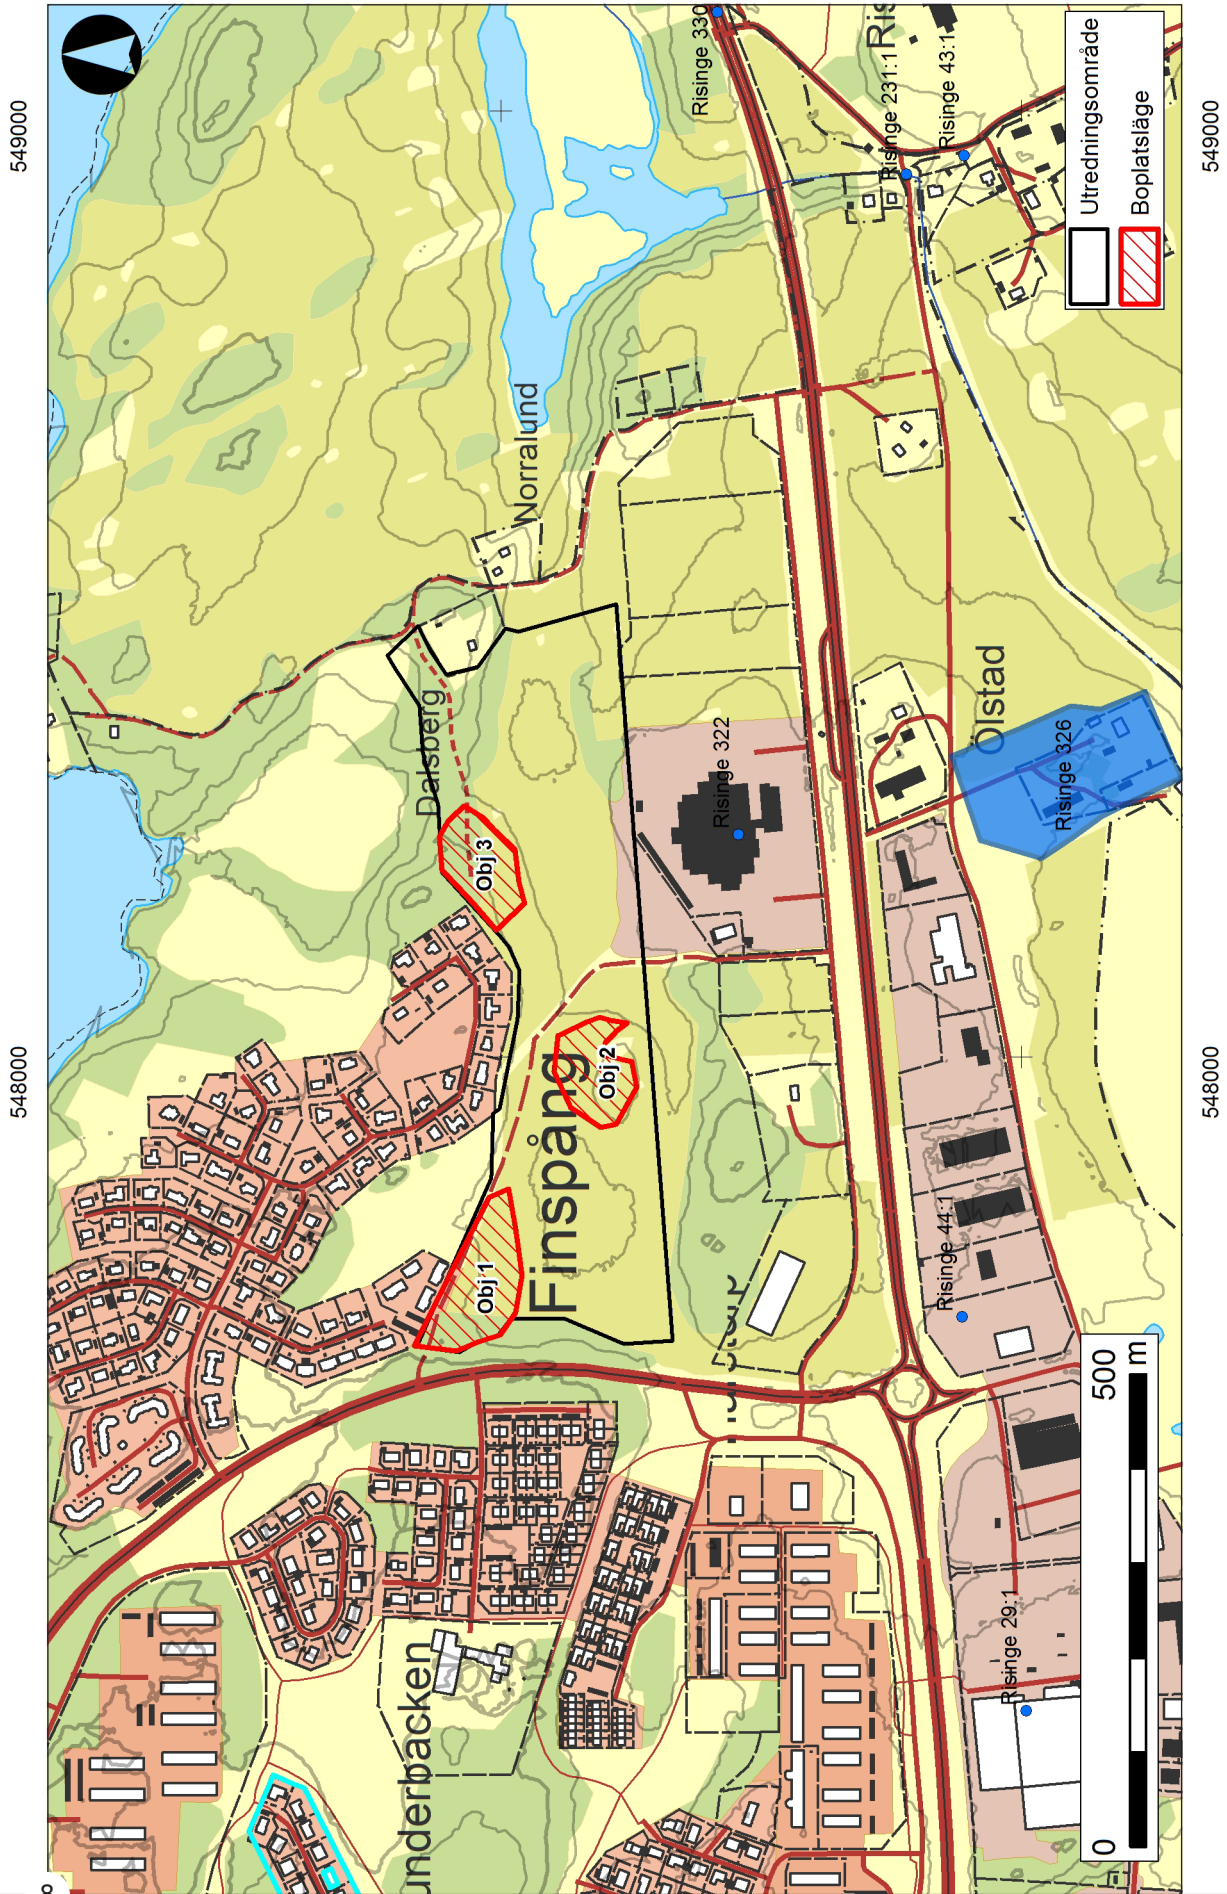 549000
548000
549000
548000
Risinge 330
Ris
Risinge 231:1
Risinge 43:1
Utredningsområde
Boplatsläge
Norralund
Dalsberg
Risinge 322
Ölstad
Risinge 326
Obj 3
Obj 2
Finspång
Obj 1
Risinge 44:1
Risinge 29:1
underbacken
0
500
m